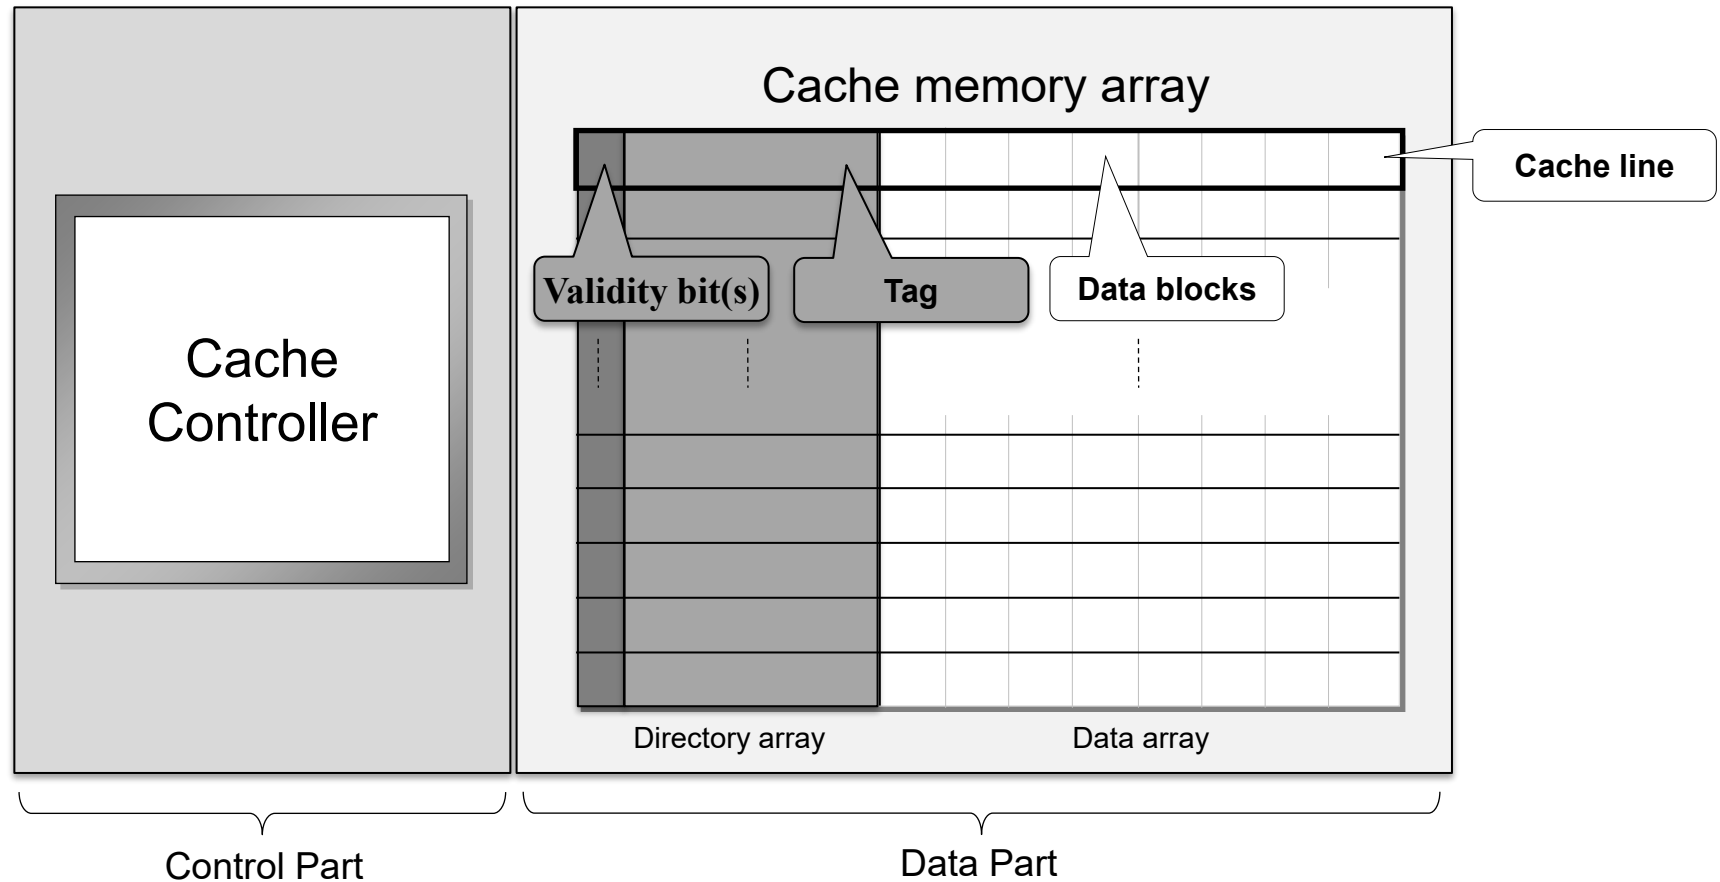 Cache memory array
Cache line
Validity bit(s)
Tag
Data blocks
Cache
Controller
Directory array
Data array
Control Part
Data Part